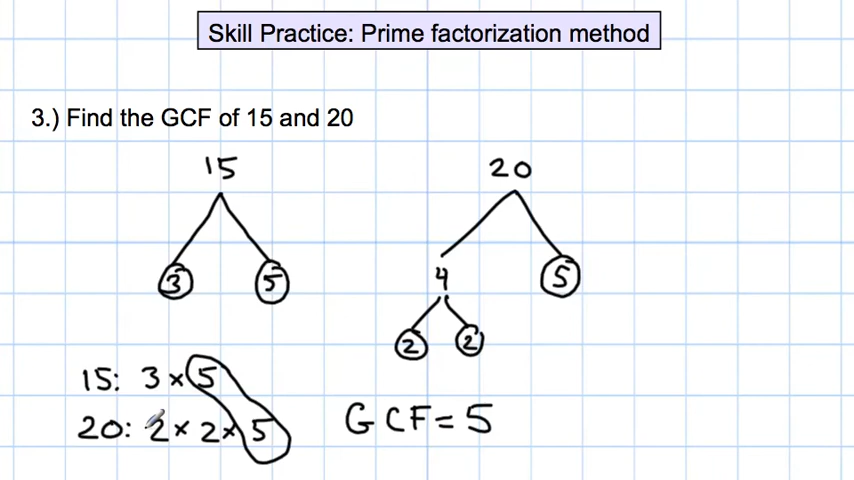 Skill Practice: Prime factorization method
3.) Find the GCF of 15 and 20
15 20
3 5 4 5
2 2
15: 3 × 5
20: 2 × 2 × 5
GCF = 5